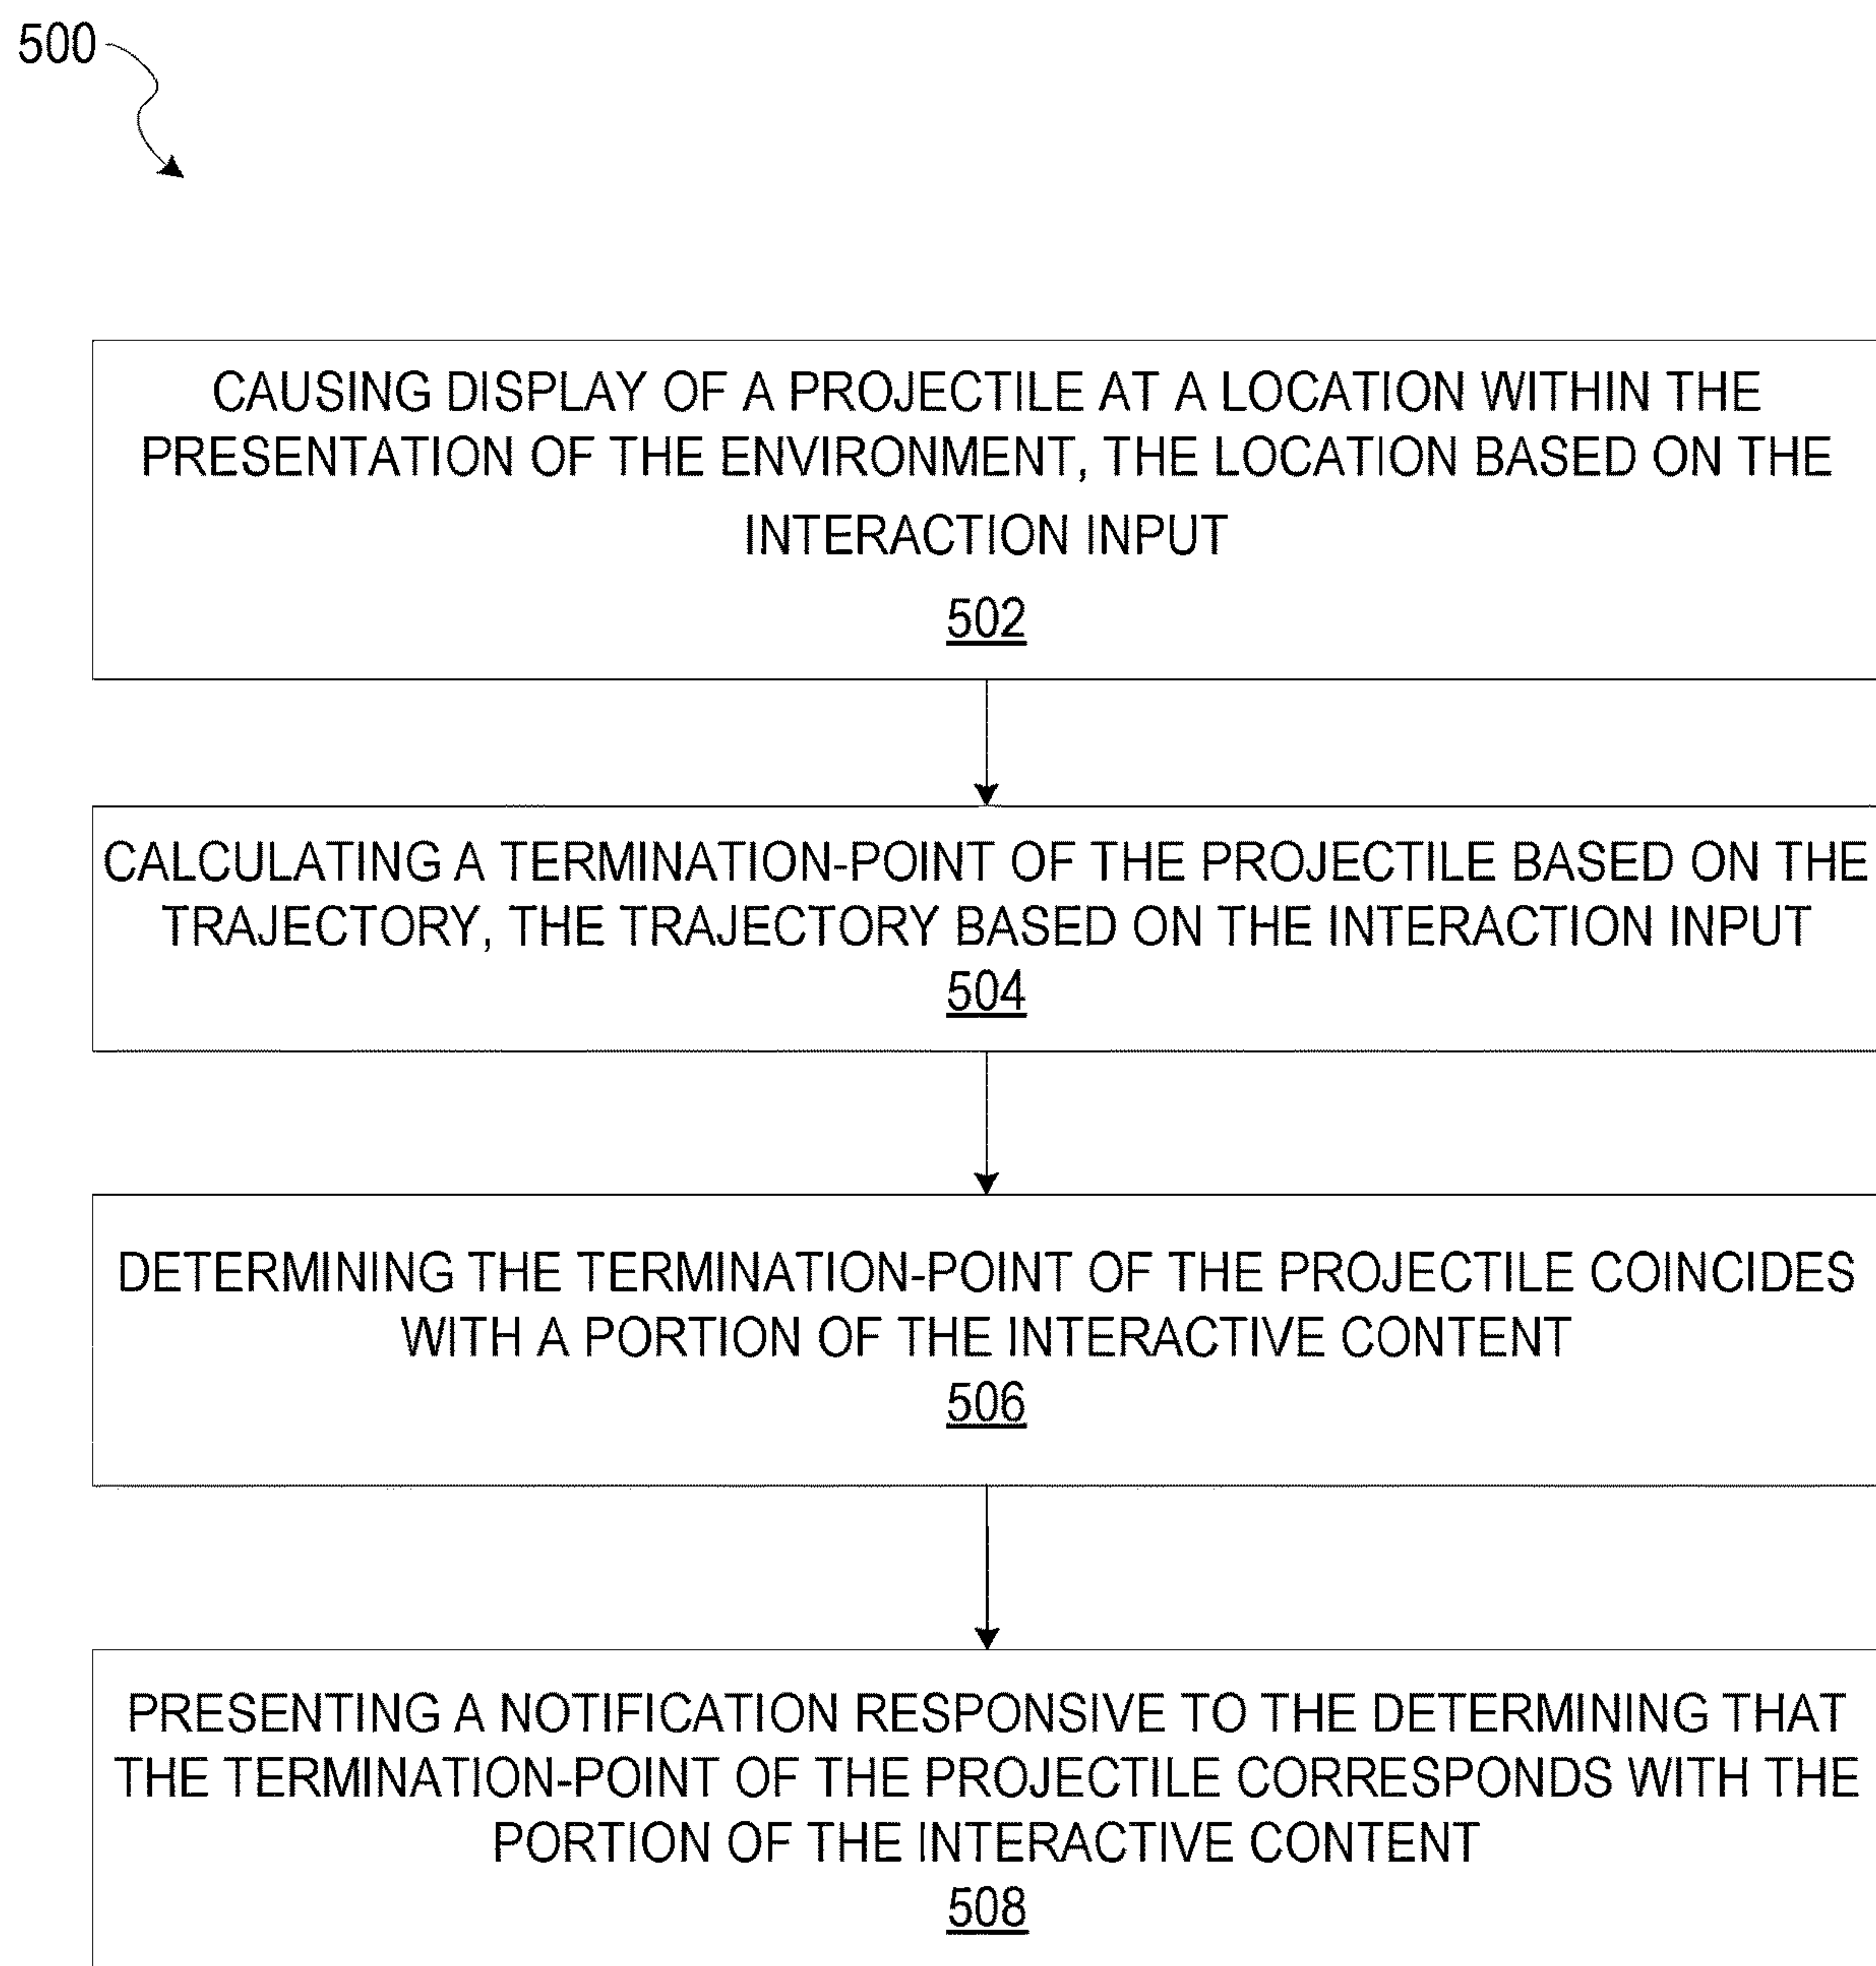 500
CAUSING DISPLAY OF A PROJECTILE AT A LOCATION WITHIN THE
PRESENTATION OF THE ENVIRONMENT, THE LOCATION BASED ON THE
INTERACTION INPUT
502
CALCULATING A TERMINATION-POINT OF THE PROJECTILE BASED ON THE
TRAJECTORY, THE TRAJECTORY BASED ON THE INTERACTION INPUT
504
DETERMINING THE TERMINATION-POINT OF THE PROJECTILE COINCIDES
WITH A PORTION OF THE INTERACTIVE CONTENT
506
PRESENTING A NOTIFICATION RESPONSIVE TO THE DETERMINING THAT
THE TERMINATION-POINT OF THE PROJECTILE CORRESPONDS WITH THE
PORTION OF THE INTERACTIVE CONTENT
508